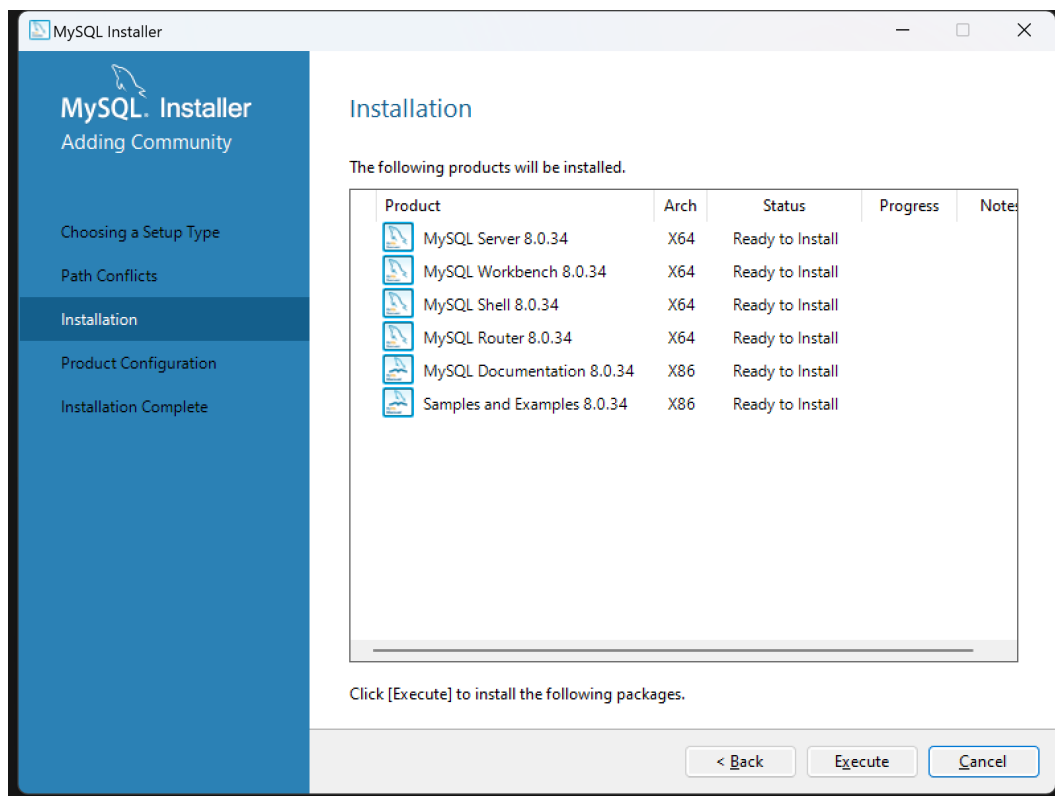 MySQL Installer
MySQL. Installer
Adding Community
Choosing a Setup Type
Path Conflicts
Installation
Product Configuration
Installation Complete
Installation
The following products will be installed.
Product Arch Status Progress Notes
MySQL Server 8.0.34 X64 Ready to Install
MySQL Workbench 8.0.34 X64 Ready to Install
MySQL Shell 8.0.34 X64 Ready to Install
MySQL Router 8.0.34 X64 Ready to Install
MySQL Documentation 8.0.34 X86 Ready to Install
Samples and Examples 8.0.34 X86 Ready to Install
Click [Execute] to install the following packages.
< Back Execute Cancel